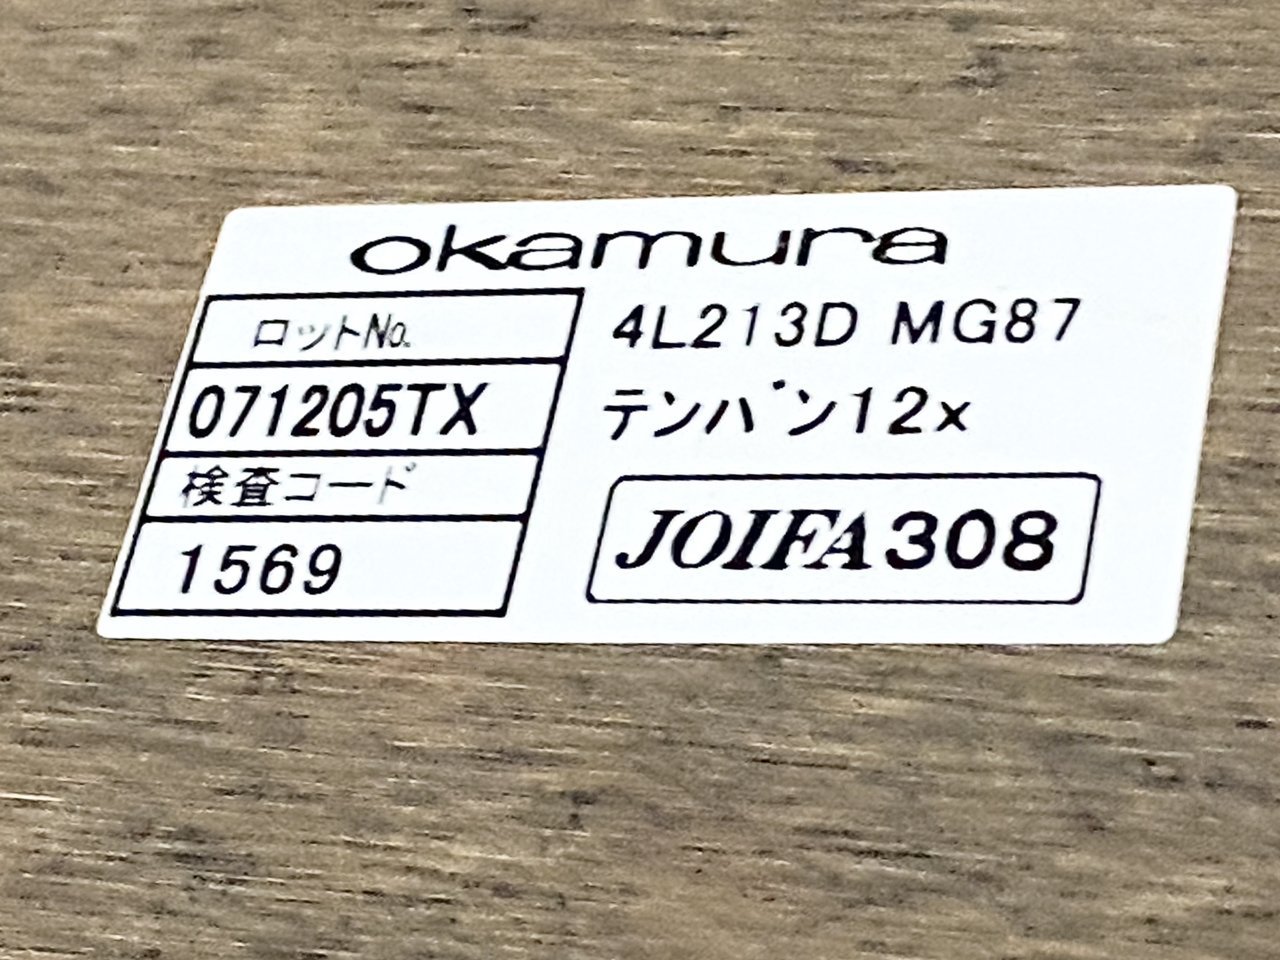 okamura
ロットNo.
071205TX
検査コード
1569
4L213D MG87
テンバン12x
JOIFA308